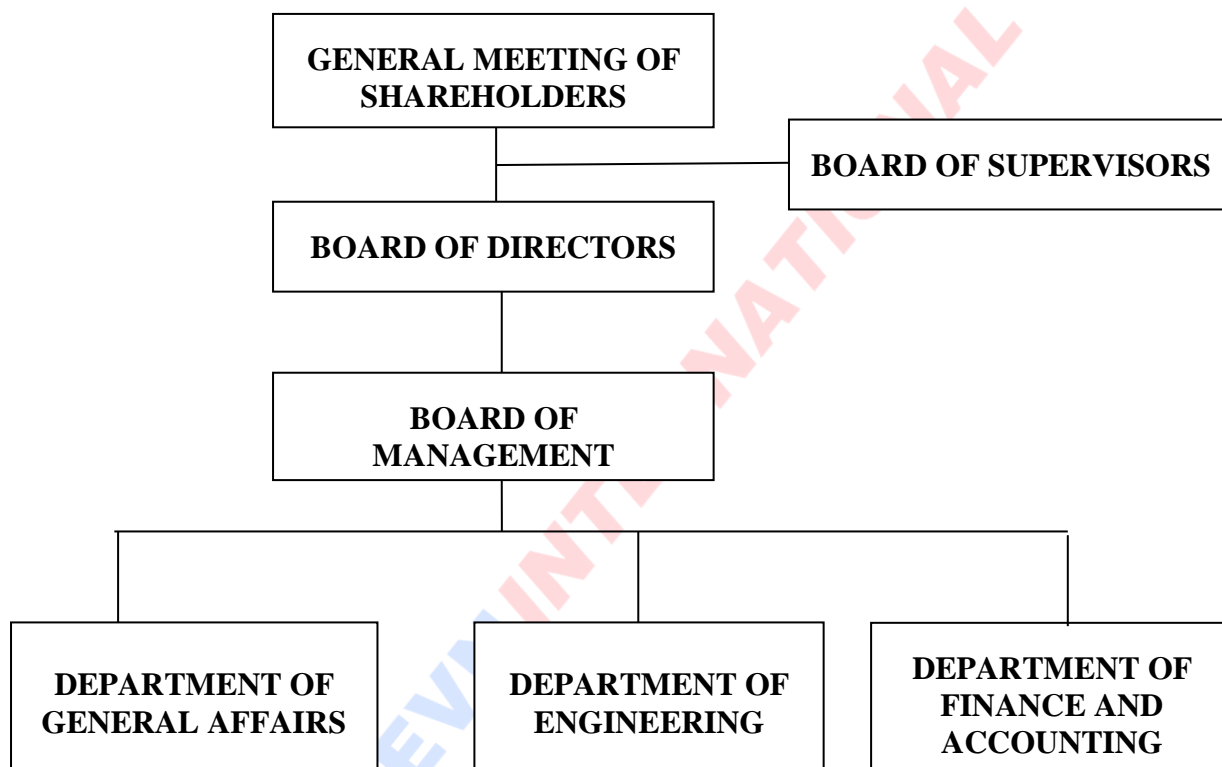 GENERAL MEETING OF
SHAREHOLDERS
BOARD OF SUPERVISORS
BOARD OF DIRECTORS
BOARD OF
MANAGEMENT
DEPARTMENT OF
GENERAL AFFAIRS
DEPARTMENT OF
ENGINEERING
DEPARTMENT OF
FINANCE AND
ACCOUNTING